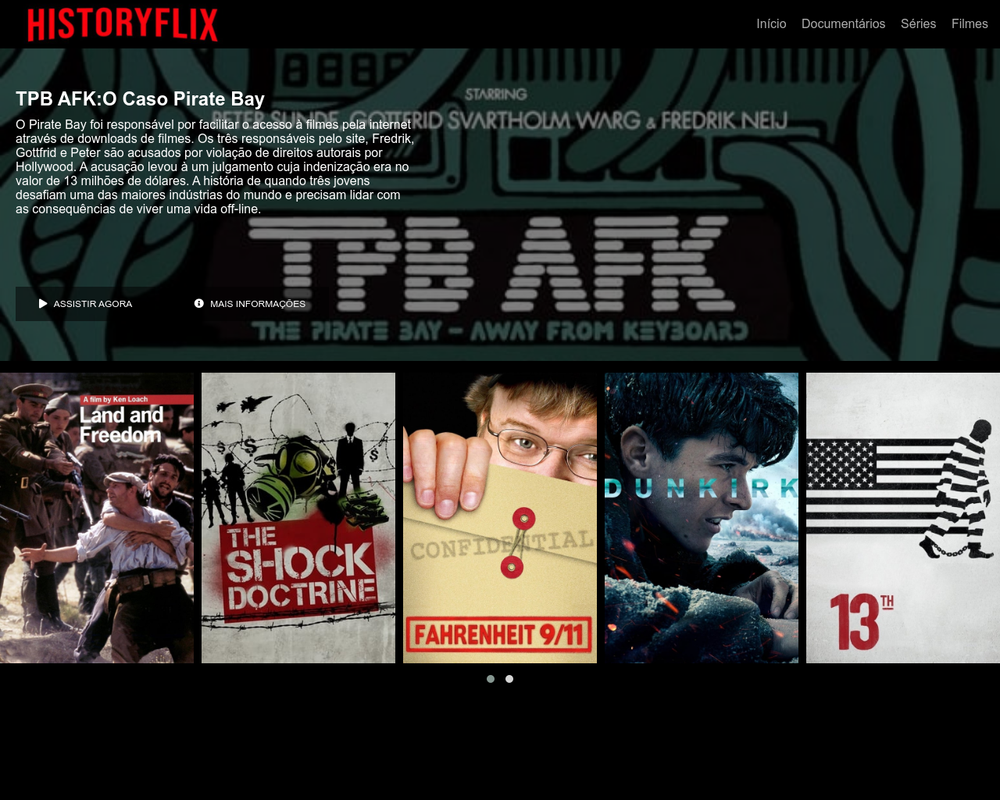 HISTORYFLIX
Início Documentários Séries Filmes
STARRING
PETER SUNDE, GOTTFRID SVARTHOLM WARG & FREDRIK NEIJ
TPB AFK:O Caso Pirate Bay
O Pirate Bay foi responsável por facilitar o acesso à filmes pela internet
através de downloads de filmes. Os três responsáveis pelo site, Fredrik,
Gottfrid e Peter são acusados por violação de direitos autorais por
Hollywood. A acusação levou à um julgamento cuja indenização era no
valor de 13 milhões de dólares. A história de quando três jovens
desafiam uma das maiores indústrias do mundo e precisam lidar com
as consequências de viver uma vida off-line.
TPB AFK
THE PIRATE BAY – AWAY FROM KEYBOARD
ASSISTIR AGORA
MAIS INFORMAÇÕES
A film by Ken Loach
Land and
Freedom
THE
SHOCK
DOCTRINE
CONFIDENTIAL
FAHRENHEIT 9/11
DUNKIRK
13TH